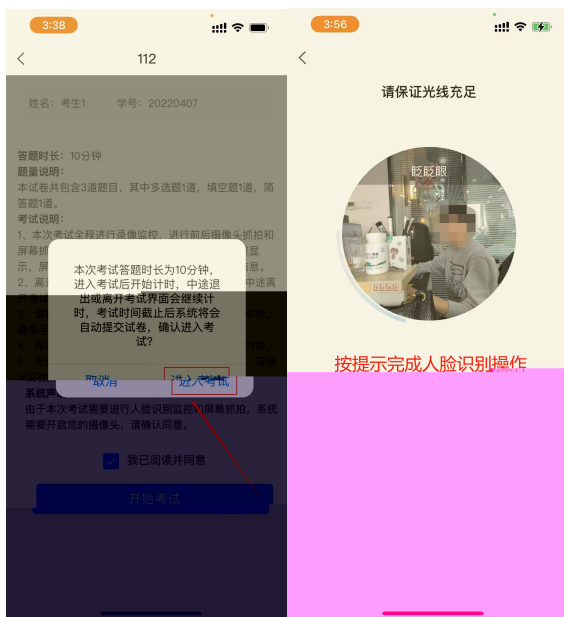 3:38
112
姓名：考生1 学号：20220407
答题时长：10分钟
题量说明：
本试卷共包含3道题目，其中多选题1道，填空题1道，简
答题1道。
考试说明：
1、本次考试全程进行录像监控，进行前后摄像头抓拍和
屏幕抓
示，屏
2、离开
本次考试答题时长为10分钟，
进入考试后开始计时，中途退
出或离开考试界面会继续计
时，考试时间截止后系统将会
自动提交试卷，确认进入考
试？
取消 进入考试
系统声
由于本次考试需要进行人脸识别监控和屏幕抓拍，系统
需要开启您的摄像头，请确认同意。
我已阅读并同意
开始考试
3:56
请保证光线充足
眨眨眼
按提示完成人脸识别操作